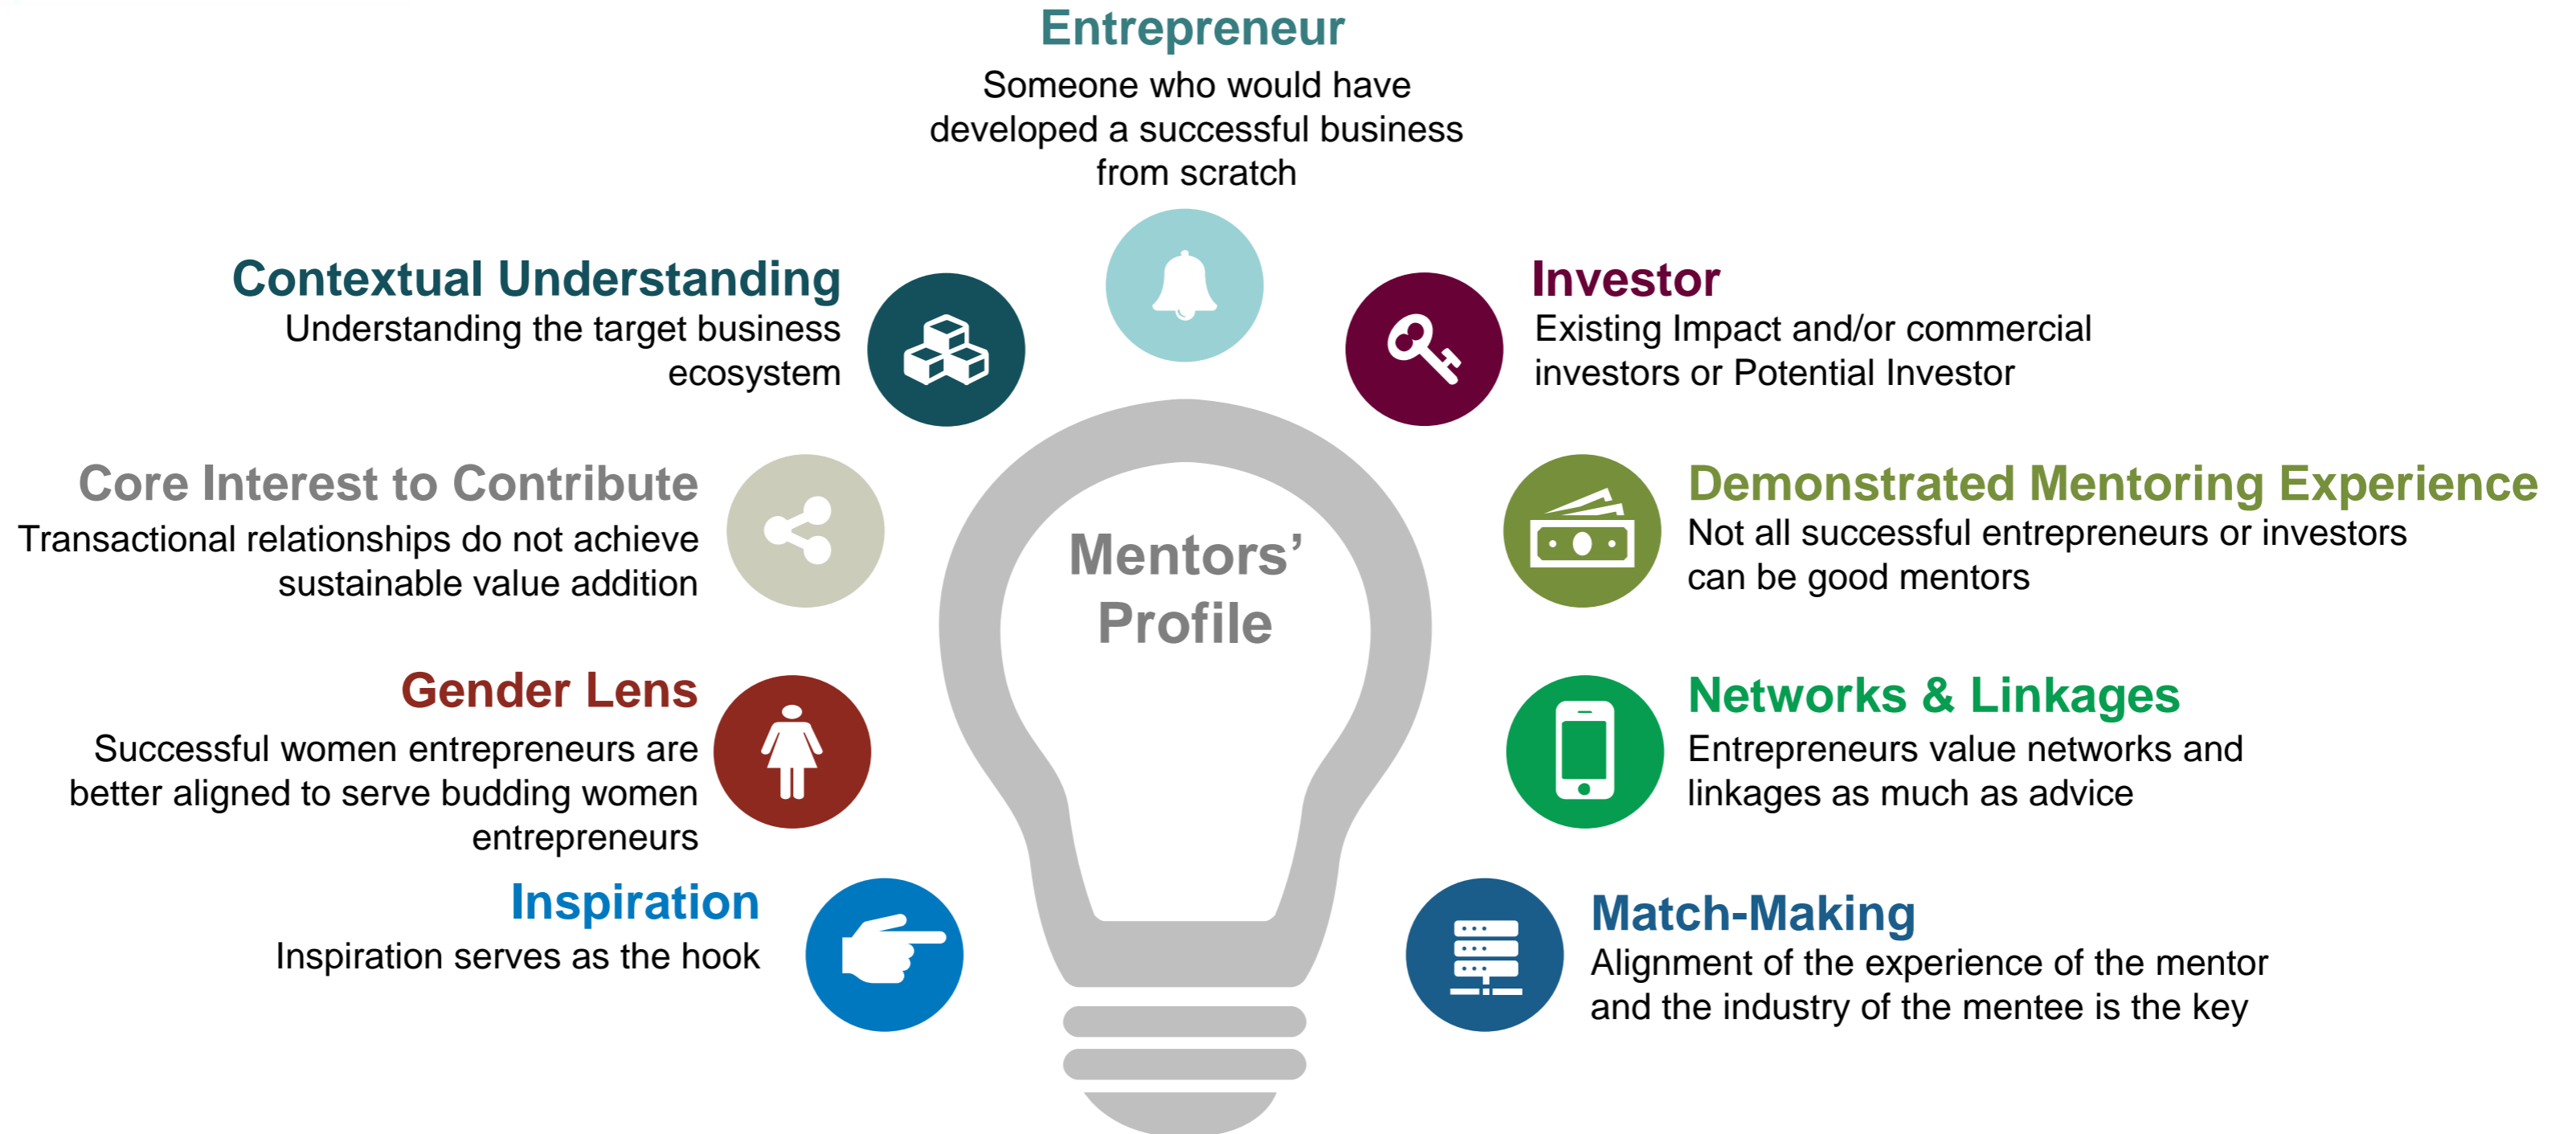 Entrepreneur
Someone who would have
developed a successful business
from scratch
Contextual Understanding
Understanding the target business
ecosystem
Investor
Existing Impact and/or commercial
investors or Potential Investor
Core Interest to Contribute
Transactional relationships do not achieve
sustainable value addition
Mentors’
Profile
Demonstrated Mentoring Experience
Not all successful entrepreneurs or investors
can be good mentors
Gender Lens
Successful women entrepreneurs are
better aligned to serve budding women
entrepreneurs
Networks & Linkages
Entrepreneurs value networks and
linkages as much as advice
Inspiration
Inspiration serves as the hook
Match-Making
Alignment of the experience of the mentor
and the industry of the mentee is the key